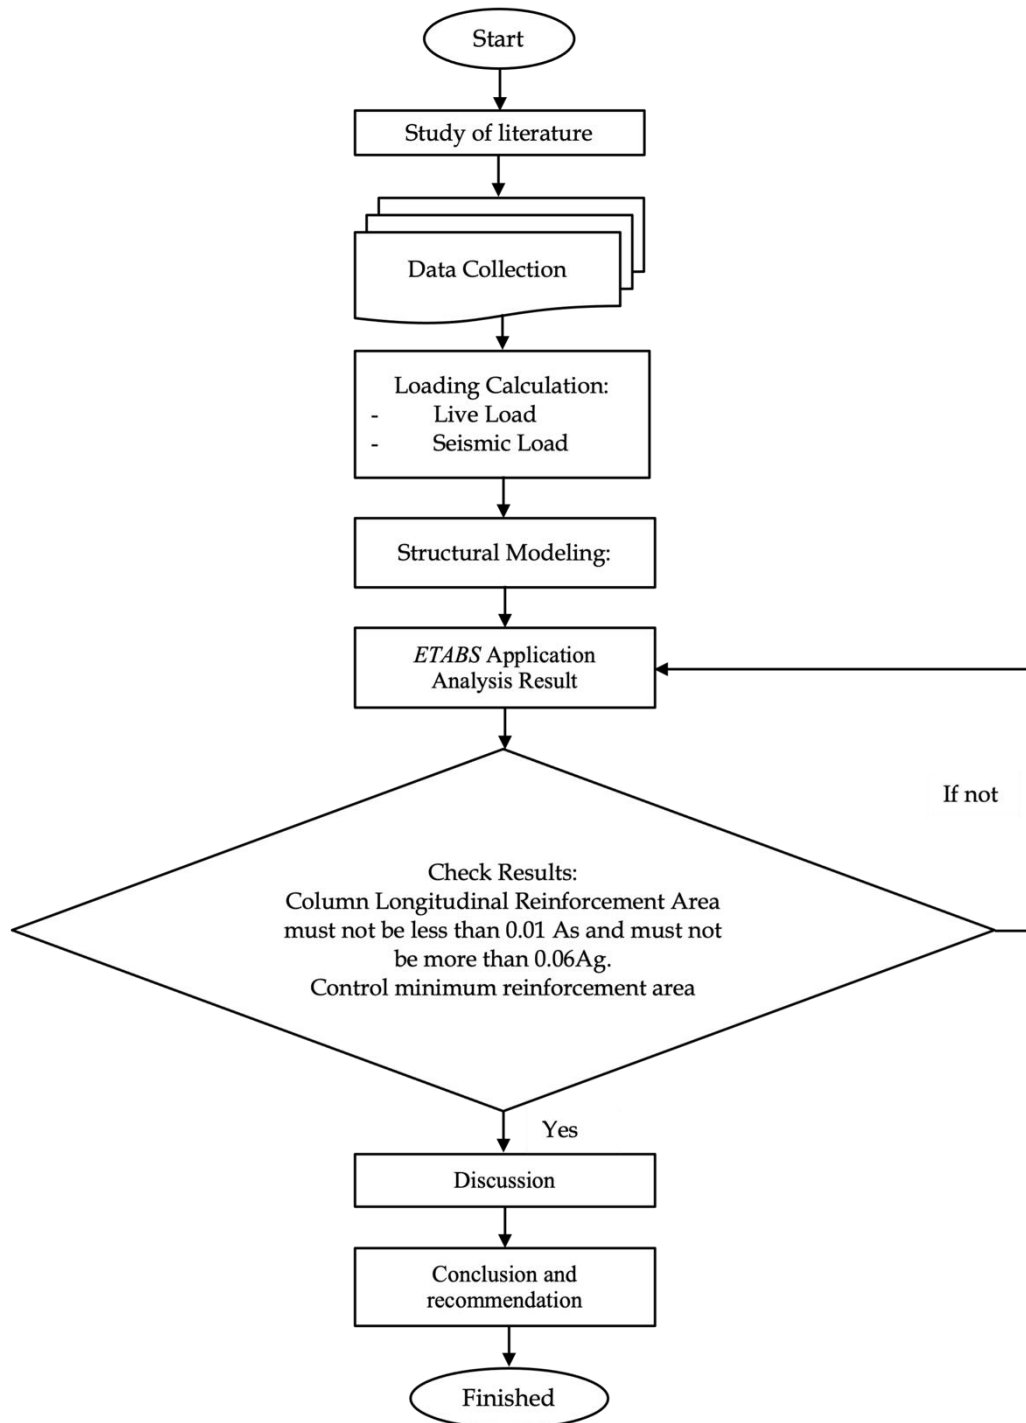 Start
Study of literature
Data Collection
Loading Calculation:
- Live Load
- Seismic Load
Structural Modeling:
ETABS Application
Analysis Result
If not
Check Results:
Column Longitudinal Reinforcement Area
must not be less than 0.01 As and must not
be more than 0.06Ag.
Control minimum reinforcement area
Yes
Discussion
Conclusion and
recommendation
Finished